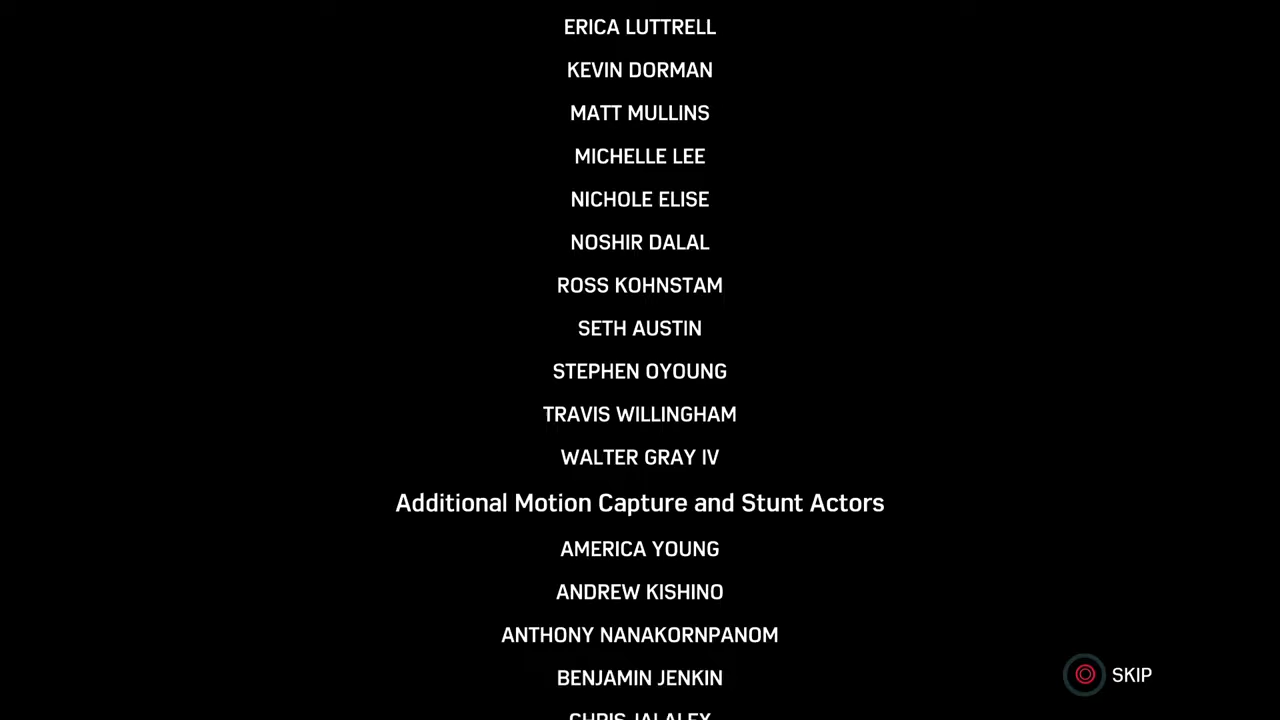 ERICA LUTTRELL
KEVIN DORMAN
MATT MULLINS
MICHELLE LEE
NICHOLE ELISE
NOSHIR DALAL
ROSS KOHNSTAM
SETH AUSTIN
STEPHEN OYOUNG
TRAVIS WILLINGHAM
WALTER GRAY IV
Additional Motion Capture and Stunt Actors
AMERICA YOUNG
ANDREW KISHINO
ANTHONY NANAKORNPANOM
BENJAMIN JENKIN
SKIP
CHRIS